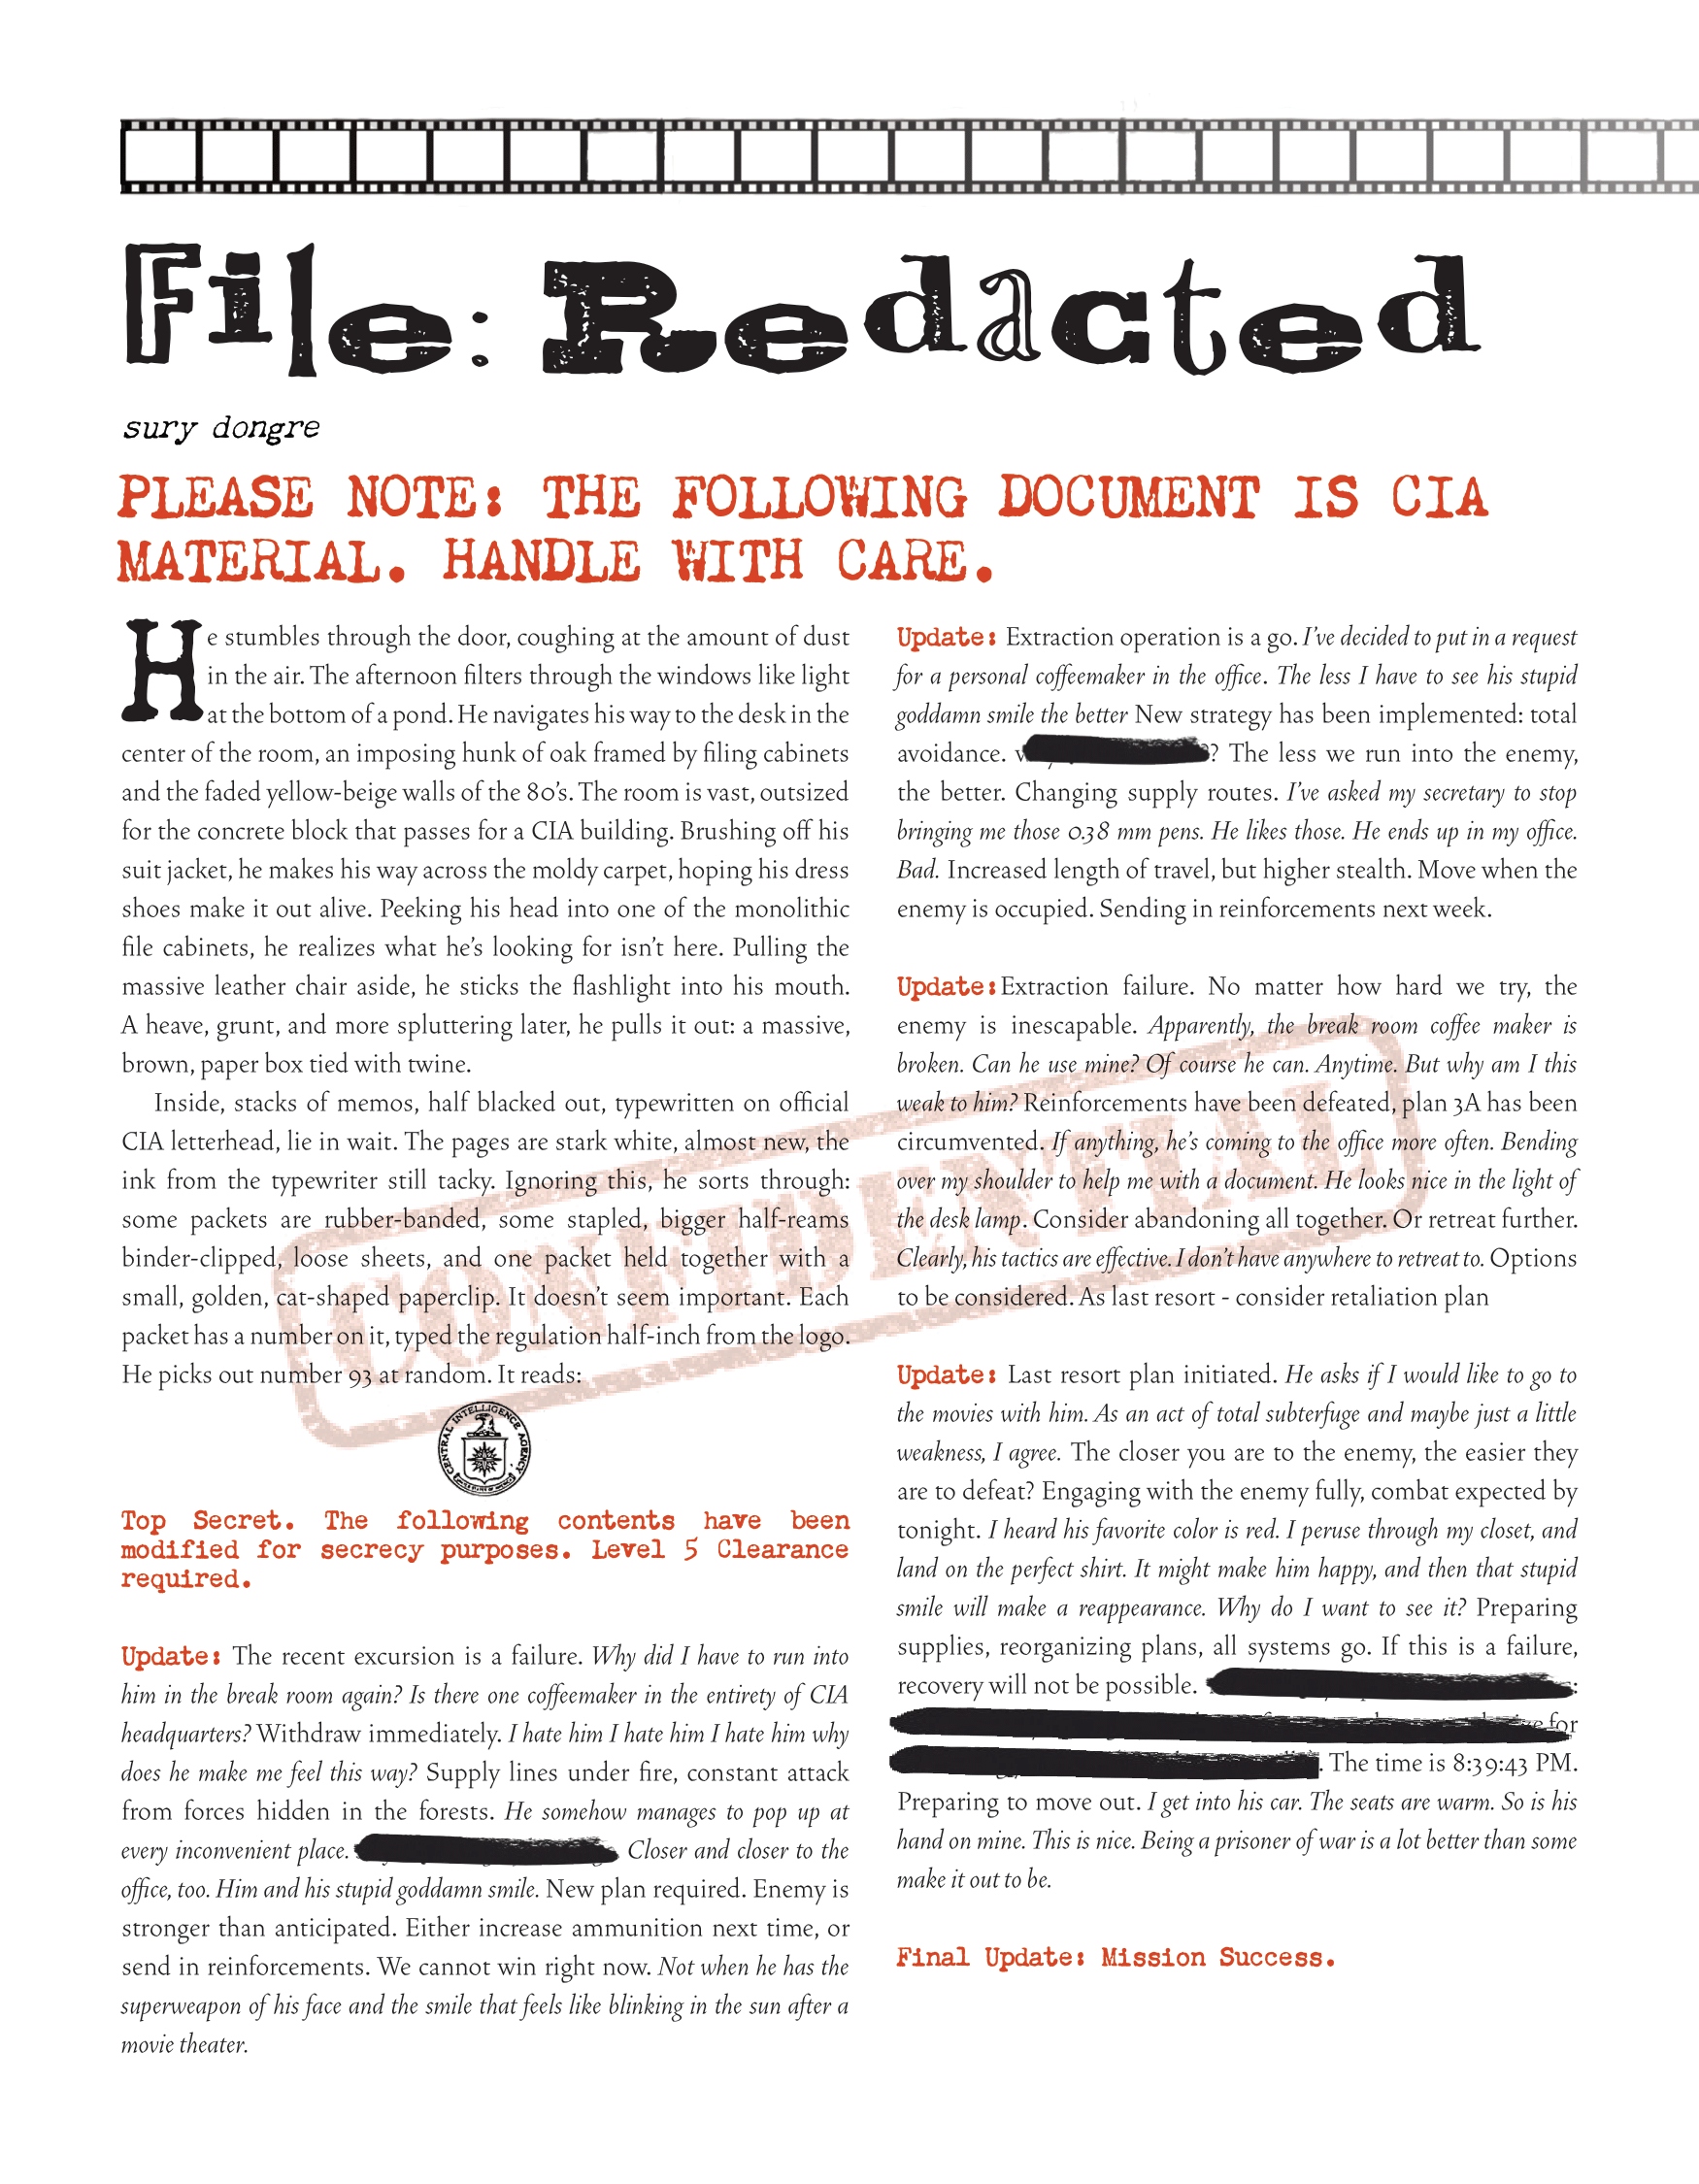 File: Redacted
sury dongre
PLEASE NOTE: THE FOLLOWING DOCUMENT IS CIA
MATERIAL. HANDLE WITH CARE.
He stumbles through the door, coughing at the amount of dust
in the air. The afternoon filters through the windows like light
at the bottom of a pond. He navigates his way to the desk in the
center of the room, an imposing hunk of oak framed by filing cabinets
and the faded yellow-beige walls of the 80's. The room is vast, outsized
for the concrete block that passes for a CIA building. Brushing off his
suit jacket, he makes his way across the moldy carpet, hoping his dress
shoes make it out alive. Peeking his head into one of the monolithic
file cabinets, he realizes what he's looking for isn't here. Pulling the
massive leather chair aside, he sticks the flashlight into his mouth.
A heave, grunt, and more spluttering later, he pulls it out: a massive,
brown, paper box tied with twine.
Inside, stacks of memos, half blacked out, typewritten on official
CIA letterhead, lie in wait. The pages are stark white, almost new, the
ink from the typewriter still tacky. Ignoring this, he sorts through:
some packets are rubber-banded, some stapled, bigger half-reams
binder-clipped, loose sheets, and one packet held together with a
small, golden, cat-shaped paperclip. It doesn't seem important. Each
packet has a number on it, typed the regulation half-inch from the logo.
He picks out number 93 at random. It reads:
CENTRAL INTELLIGENCE AGENCY
Top Secret. The following contents have been
modified for secrecy purposes. Level 5 Clearance
required.
Update: The recent excursion is a failure. Why did I have to run into
him in the break room again? Is there one coffeemaker in the entirety of CIA
headquarters? Withdraw immediately. I hate him I hate him I hate him why
does he make me feel this way? Supply lines under fire, constant attack
from forces hidden in the forests. He somehow manages to pop up at
every inconvenient place. Closer and closer to the
office, too. Him and his stupid goddamn smile. New plan required. Enemy is
stronger than anticipated. Either increase ammunition next time, or
send in reinforcements. We cannot win right now. Not when he has the
superweapon of his face and the smile that feels like blinking in the sun after a
movie theater.
Update: Extraction operation is a go. I've decided to put in a request
for a personal coffeemaker in the office. The less I have to see his stupid
goddamn smile the better New strategy has been implemented: total
avoidance. ? The less we run into the enemy,
the better. Changing supply routes. I've asked my secretary to stop
bringing me those 0.38 mm pens. He likes those. He ends up in my office.
Bad. Increased length of travel, but higher stealth. Move when the
enemy is occupied. Sending in reinforcements next week.
Update:Extraction failure. No matter how hard we try, the
enemy is inescapable. Apparently, the break room coffee maker is
broken. Can he use mine? Of course he can. Anytime. But why am I this
weak to him? Reinforcements have been defeated, plan 3A has been
circumvented. If anything, he's coming to the office more often. Bending
over my shoulder to help me with a document. He looks nice in the light of
the desk lamp. Consider abandoning all together. Or retreat further.
Clearly, his tactics are effective. I don't have anywhere to retreat to. Options
to be considered. As last resort - consider retaliation plan
CONFIDENTIAL
Update: Last resort plan initiated. He asks if I would like to go to
the movies with him. As an act of total subterfuge and maybe just a little
weakness, I agree. The closer you are to the enemy, the easier they
are to defeat? Engaging with the enemy fully, combat expected by
tonight. I heard his favorite color is red. I peruse through my closet, and
land on the perfect shirt. It might make him happy, and then that stupid
smile will make a reappearance. Why do I want to see it? Preparing
supplies, reorganizing plans, all systems go. If this is a failure,
recovery will not be possible. :
for
. The time is 8:39:43 PM.
Preparing to move out. I get into his car. The seats are warm. So is his
hand on mine. This is nice. Being a prisoner of war is a lot better than some
make it out to be.
Final Update: Mission Success.